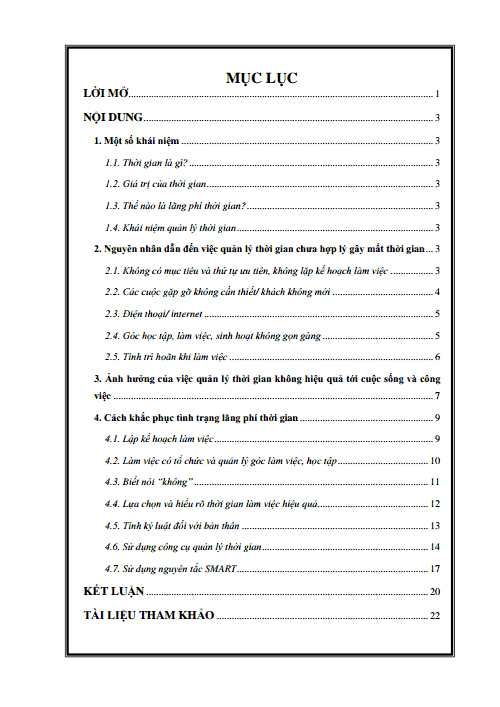 MỤC LỤC
LỜI MỞ 1
NỘI DUNG 3
1. Một số khái niệm 3
1.1. Thời gian là gì? 3
1.2. Giá trị của thời gian 3
1.3. Thế nào là lãng phí thời gian? 3
1.4. Khái niệm quản lý thời gian 3
2. Nguyên nhân dẫn đến việc quản lý thời gian chưa hợp lý gây mất thời gian 3
2.1. Không có mục tiêu và thứ tự ưu tiên, không lập kế hoạch làm việc 3
2.2. Các cuộc gặp gỡ không cần thiết/ khách không mời 4
2.3. Điện thoại/ internet 5
2.4. Góc học tập, làm việc, sinh hoạt không gọn gàng 5
2.5. Tính trì hoãn khi làm việc 6
3. Ảnh hưởng của việc quản lý thời gian không hiệu quả tới cuộc sống và công
việc 7
4. Cách khắc phục tình trạng lãng phí thời gian 9
4.1. Lập kế hoạch làm việc 9
4.2. Làm việc có tổ chức và quản lý góc làm việc, học tập 10
4.3. Biết nói “không” 11
4.4. Lựa chọn và hiểu rõ thời gian làm việc hiệu quả 12
4.5. Tính kỷ luật đối với bản thân 13
4.6. Sử dụng công cụ quản lý thời gian 14
4.7. Sử dụng nguyên tắc SMART 17
KẾT LUẬN 20
TÀI LIỆU THAM KHẢO 22